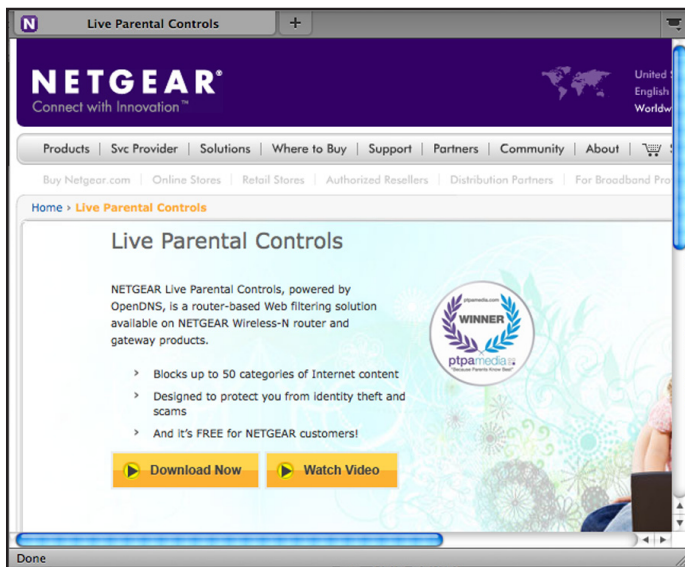 Live Parental Controls
NETGEAR®
Connect with Innovation™
United
English
Worldw
Products | Svc Provider | Solutions | Where to Buy | Support | Partners | Community | About |
Buy Netgear.com | Online Stores | Retail Stores | Authorized Resellers | Distribution Partners | For Broadband Pro
Home › Live Parental Controls
Live Parental Controls
NETGEAR Live Parental Controls, powered by
OpenDNS, is a router-based Web filtering solution
available on NETGEAR Wireless-N router and
gateway products.
› Blocks up to 50 categories of Internet content
› Designed to protect you from identity theft and
scams
› And it's FREE for NETGEAR customers!
Download Now
Watch Video
ptpamedia.com
WINNER
ptpamedia
"Because Parents Know Best"
Done